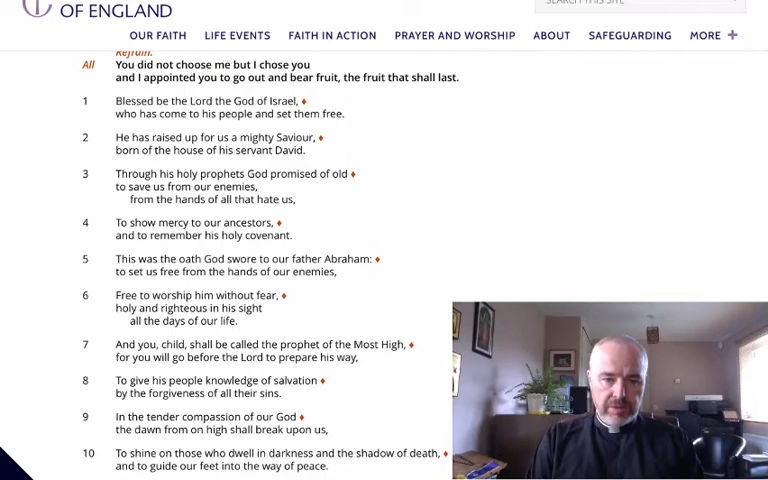 OF ENGLAND
SEARCH THIS SITE
OUR FAITH LIFE EVENTS FAITH IN ACTION PRAYER AND WORSHIP ABOUT SAFEGUARDING MORE +
Refrain:
All You did not choose me but I chose you
and I appointed you to go out and bear fruit, the fruit that shall last.
1 Blessed be the Lord the God of Israel, ♦
who has come to his people and set them free.
2 He has raised up for us a mighty Saviour, ♦
born of the house of his servant David.
3 Through his holy prophets God promised of old ♦
to save us from our enemies,
from the hands of all that hate us,
4 To show mercy to our ancestors, ♦
and to remember his holy covenant.
5 This was the oath God swore to our father Abraham: ♦
to set us free from the hands of our enemies,
6 Free to worship him without fear, ♦
holy and righteous in his sight
all the days of our life.
7 And you, child, shall be called the prophet of the Most High, ♦
for you will go before the Lord to prepare his way,
8 To give his people knowledge of salvation ♦
by the forgiveness of all their sins.
9 In the tender compassion of our God ♦
the dawn from on high shall break upon us,
10 To shine on those who dwell in darkness and the shadow of death, ♦
and to guide our feet into the way of peace.